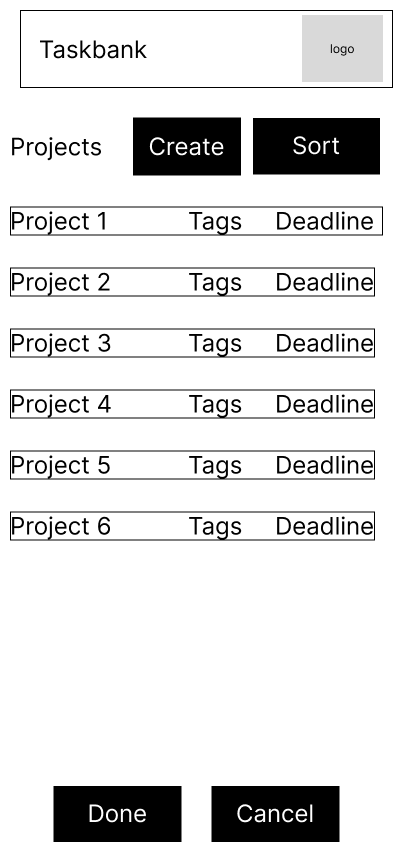 Taskbank logo
Projects Create Sort
Project 1 Tags Deadline
Project 2 Tags Deadline
Project 3 Tags Deadline
Project 4 Tags Deadline
Project 5 Tags Deadline
Project 6 Tags Deadline
Done Cancel